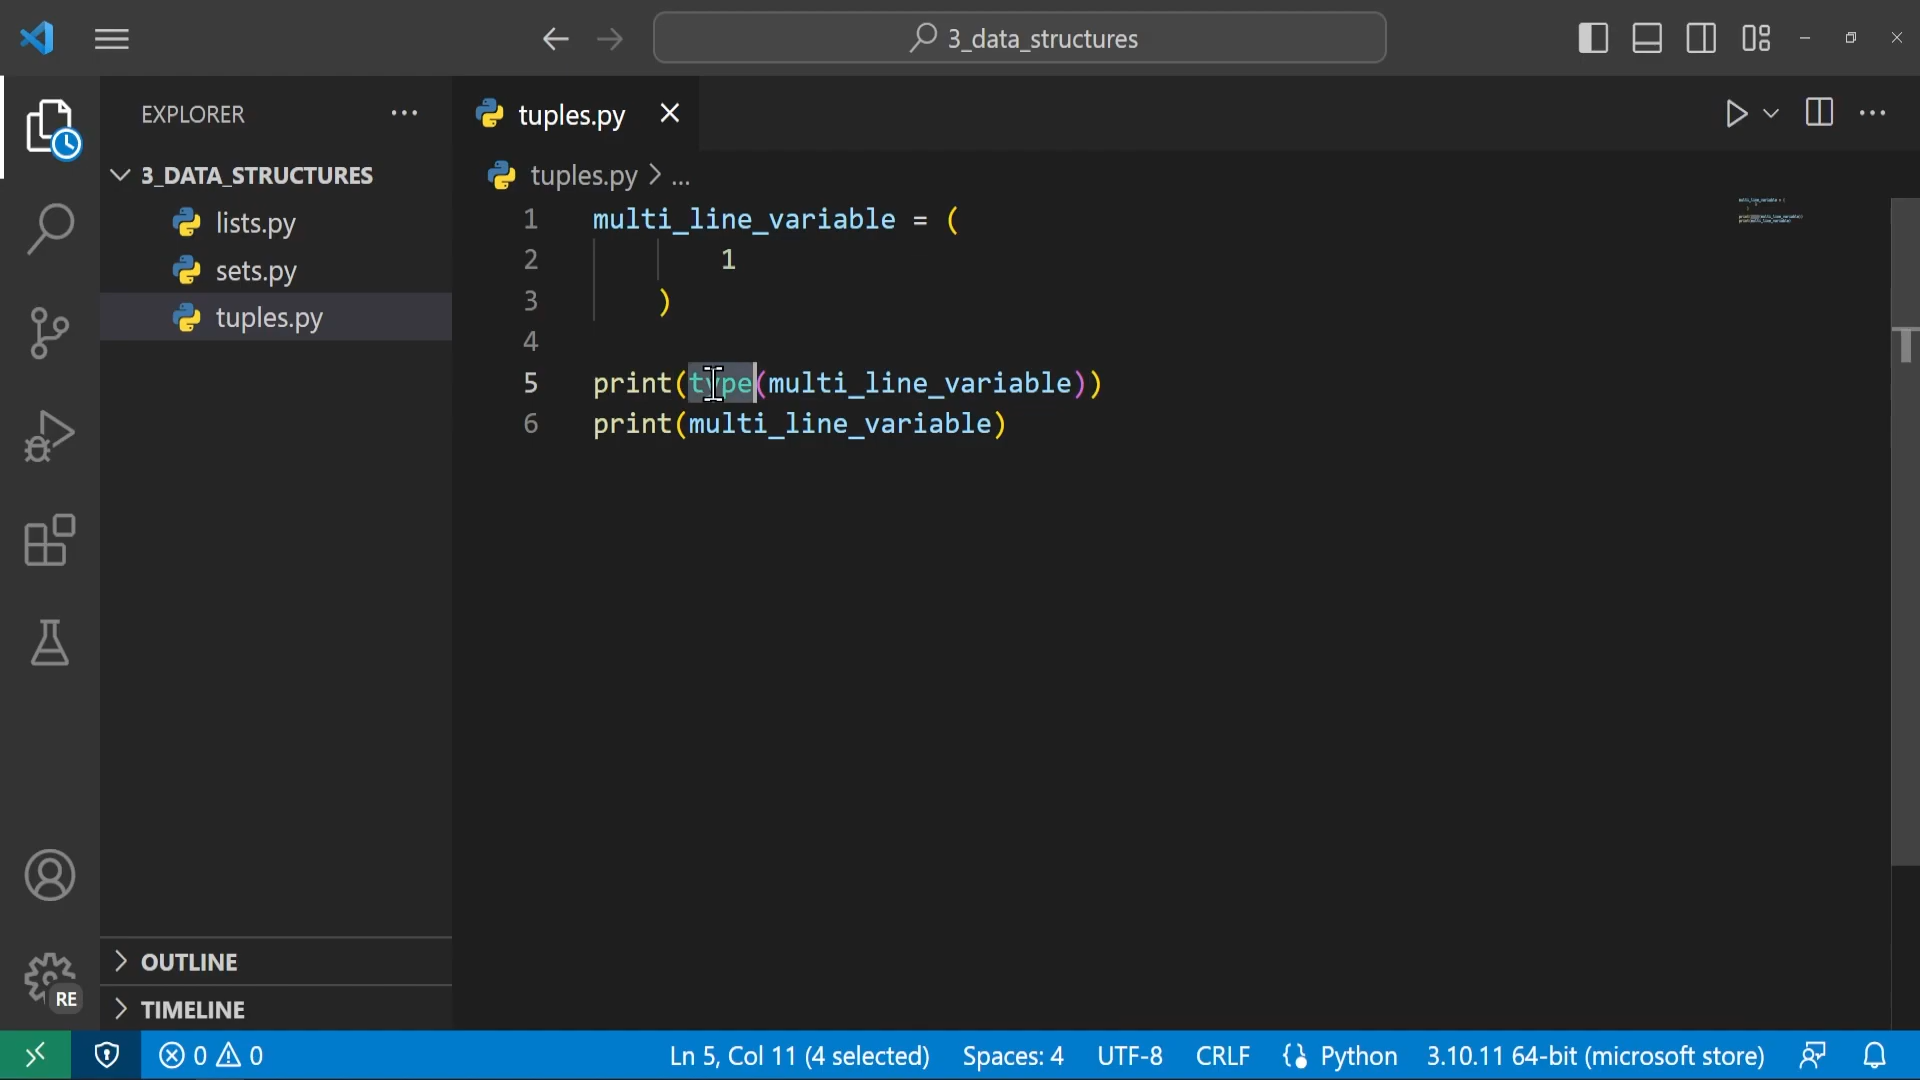 3_data_structures
EXPLORER
3_DATA_STRUCTURES
lists.py
sets.py
tuples.py
OUTLINE
TIMELINE
RE
tuples.py
tuples.py > ...
1 multi_line_variable = (
2 1
3 )
4
5 print(type(multi_line_variable))
6 print(multi_line_variable)
0 0
Ln 5, Col 11 (4 selected)
Spaces: 4
UTF-8
CRLF
Python
3.10.11 64-bit (microsoft store)